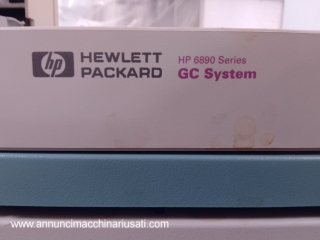 hp HEWLETT PACKARD
HP 6890 Series
GC System
www.annuncimacchinariusati.com